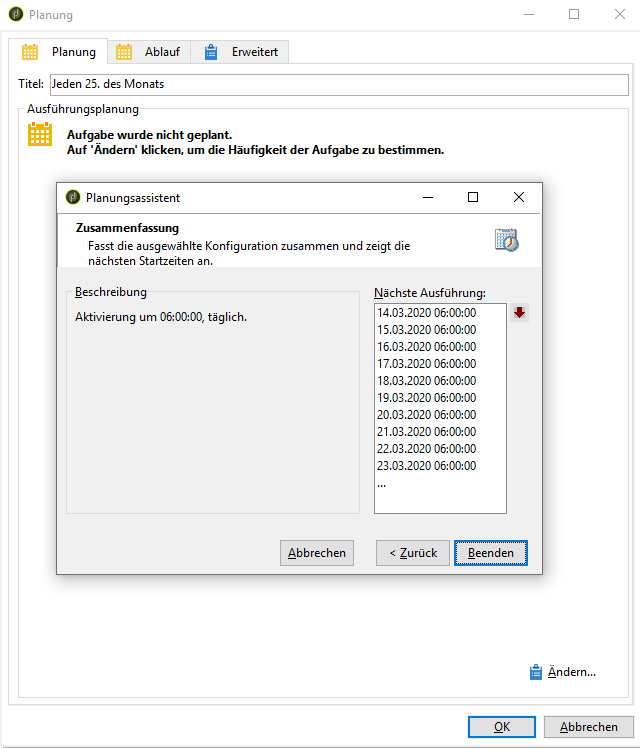 Planung
Planung Ablauf Erweitert
Titel: Jeden 25. des Monats
Ausführungsplanung
Aufgabe wurde nicht geplant.
Auf 'Ändern' klicken, um die Häufigkeit der Aufgabe zu bestimmen.
Planungsassistent
Zusammenfassung
Fasst die ausgewählte Konfiguration zusammen und zeigt die
nächsten Startzeiten an.
Beschreibung
Aktivierung um 06:00:00, täglich.
Nächste Ausführung:
14.03.2020 06:00:00
15.03.2020 06:00:00
16.03.2020 06:00:00
17.03.2020 06:00:00
18.03.2020 06:00:00
19.03.2020 06:00:00
20.03.2020 06:00:00
21.03.2020 06:00:00
22.03.2020 06:00:00
23.03.2020 06:00:00
...
Abbrechen < Zurück Beenden
Ändern...
OK Abbrechen